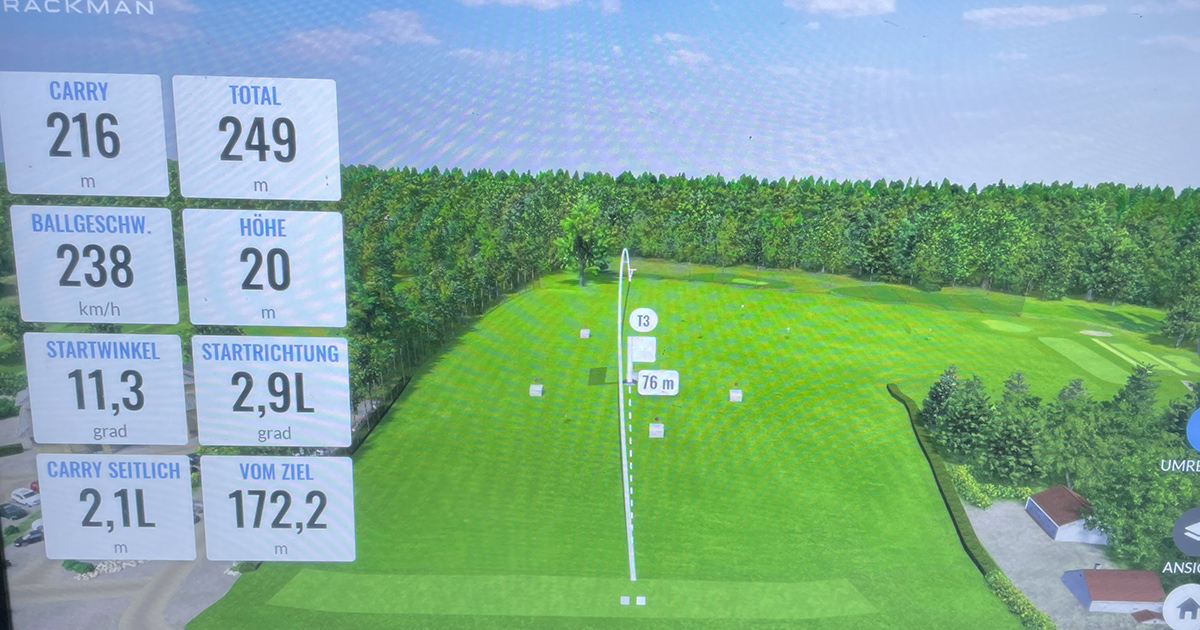 RACKMAN
CARRY
216
m
TOTAL
249
m
BALLGESCHW.
238
km/h
HÖHE
20
m
STARTWINKEL
11,3
grad
STARTRICHTUNG
2,9L
grad
CARRY SEITLICH
2,1L
m
VOM ZIEL
172,2
m
T3
76 m
UMRE
ANSIC